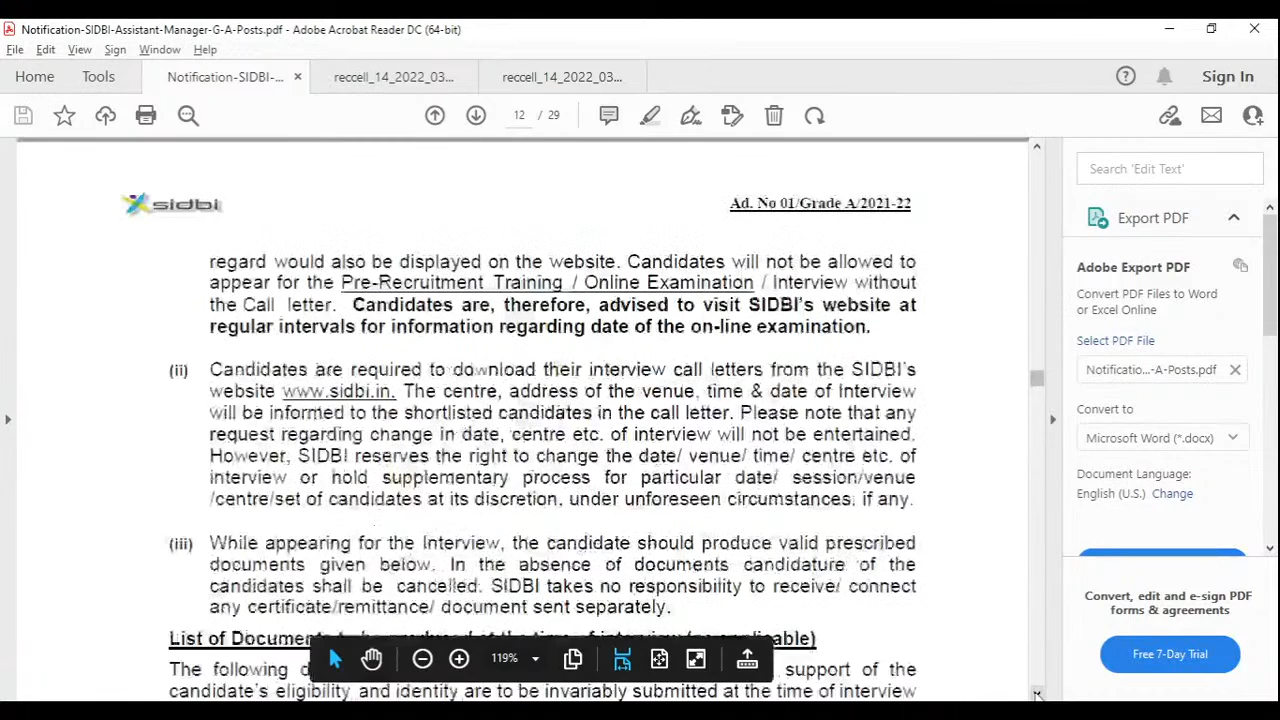 Notification-SIDBI-Assistant-Manager-G-A-Posts.pdf - Adobe Acrobat Reader DC (64-bit)
File Edit View Sign Window Help
Home Tools Notification-SIDBI-... × reccell_14_2022_03... reccell_14_2022_03... Sign In
12 / 29
sidbi
Ad. No 01/Grade A/2021-22
regard would also be displayed on the website. Candidates will not be allowed to
appear for the Pre-Recruitment Training / Online Examination / Interview without
the Call letter. Candidates are, therefore, advised to visit SIDBI's website at
regular intervals for information regarding date of the on-line examination.
(ii) Candidates are required to download their interview call letters from the SIDBI's
website www.sidbi.in. The centre, address of the venue, time & date of Interview
will be informed to the shortlisted candidates in the call letter. Please note that any
request regarding change in date, centre etc. of interview will not be entertained.
However, SIDBI reserves the right to change the date/ venue/ time/ centre etc. of
interview or hold supplementary process for particular date/ session/venue
/centre/set of candidates at its discretion, under unforeseen circumstances, if any.
(iii) While appearing for the Interview, the candidate should produce valid prescribed
documents given below. In the absence of documents candidature of the
candidates shall be cancelled. SIDBI takes no responsibility to receive/ connect
any certificate/remittance/ document sent separately.
List of Documents to be produced at the time of interview (as applicable)
The following d support of the
candidate's eligibility and identity are to be invariably submitted at the time of interview
119%
Search 'Edit Text'
Export PDF
Adobe Export PDF
Convert PDF Files to Word
or Excel Online
Select PDF File
Notificatio...-A-Posts.pdf ×
Convert to
Microsoft Word (*.docx)
Document Language:
English (U.S.) Change
Convert, edit and e-sign PDF
forms & agreements
Free 7-Day Trial